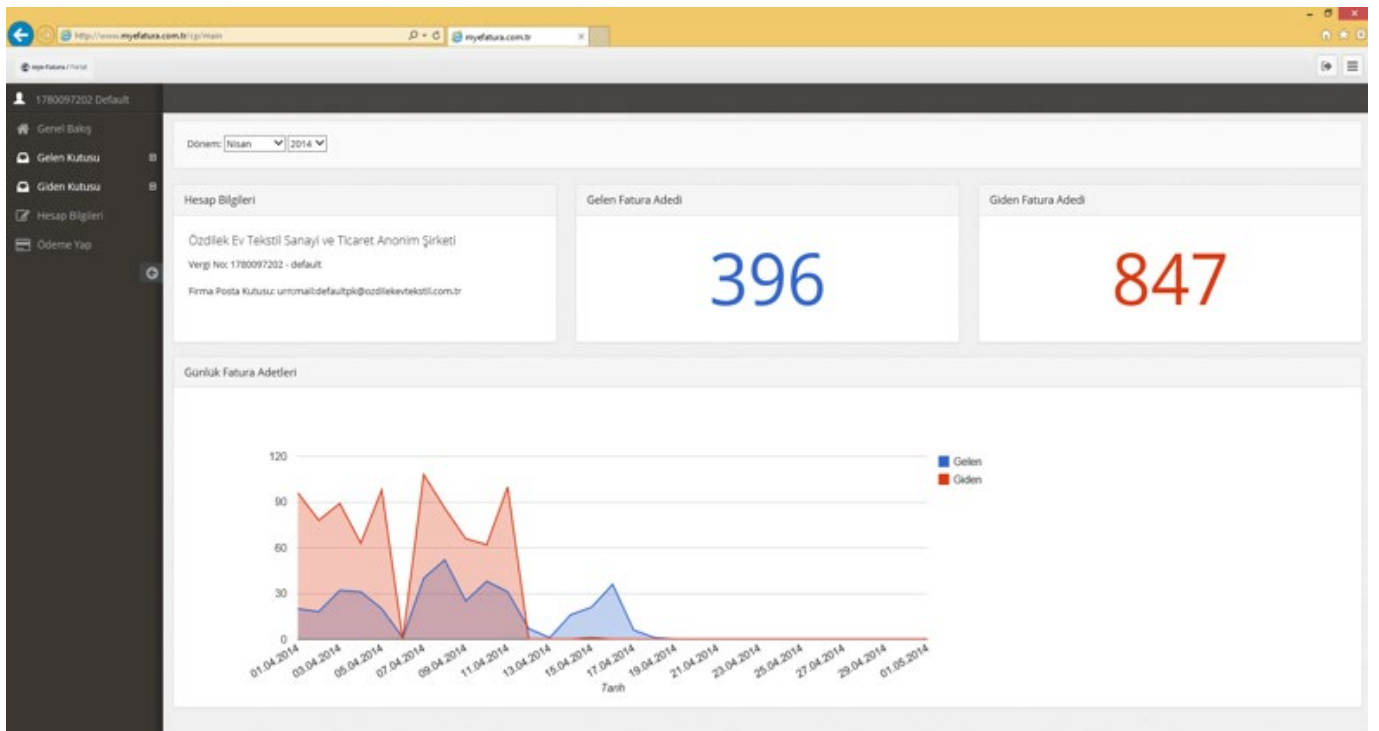 http://www.myefatura.com.tr/cp/main
myefatura.com.tr
1780097202 Default
Genel Bakış
Gelen Kutusu
Giden Kutusu
Hesap Bilgileri
Ödeme Yap
Dönem: Nisan 2014
Hesap Bilgileri
Özdilek Ev Tekstil Sanayi ve Ticaret Anonim Şirketi
Vergi No: 1780097202 - default
Firma Posta Kutusu: urn:mail:defaultpk@ozdilekevtekstil.com.tr
Gelen Fatura Adedi
396
Giden Fatura Adedi
847
Günlük Fatura Adetleri
120
90
60
30
0
01.04.2014
03.04.2014
05.04.2014
07.04.2014
09.04.2014
11.04.2014
13.04.2014
15.04.2014
17.04.2014
19.04.2014
21.04.2014
23.04.2014
25.04.2014
27.04.2014
29.04.2014
01.05.2014
Tarih
Gelen
Giden